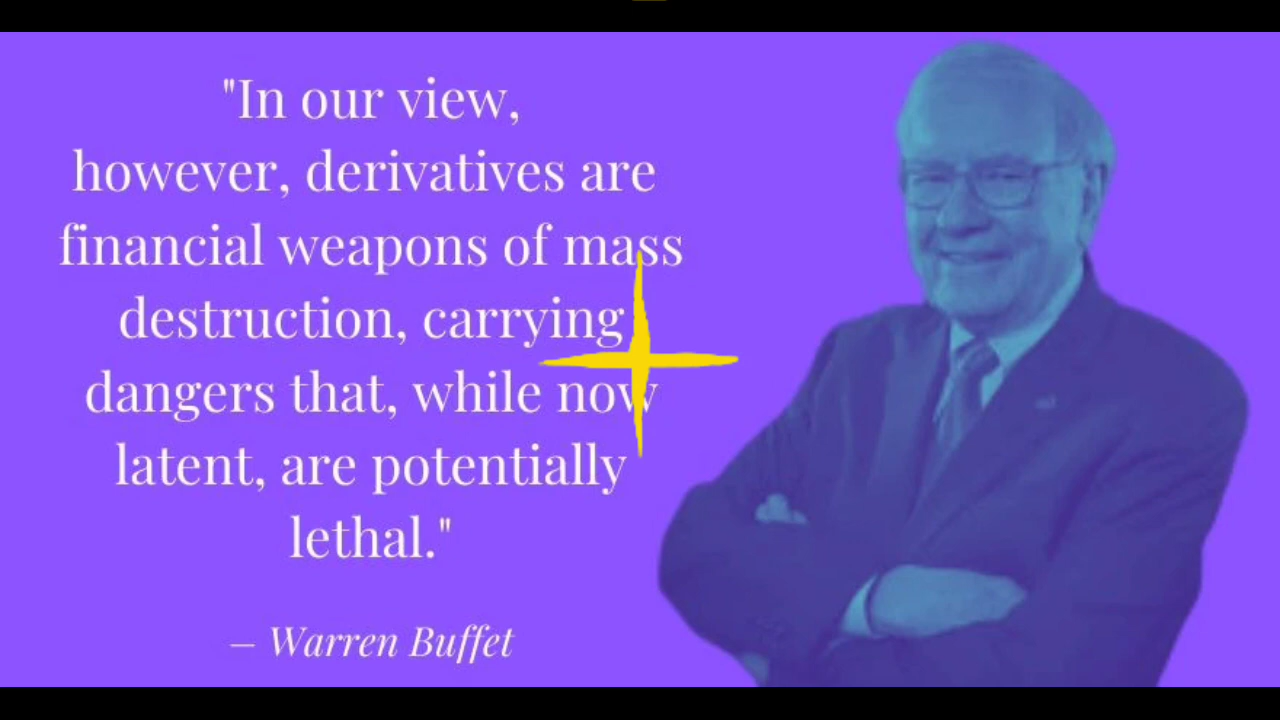 "In our view,
however, derivatives are
financial weapons of mass
destruction, carrying
dangers that, while now
latent, are potentially
lethal."
– Warren Buffet